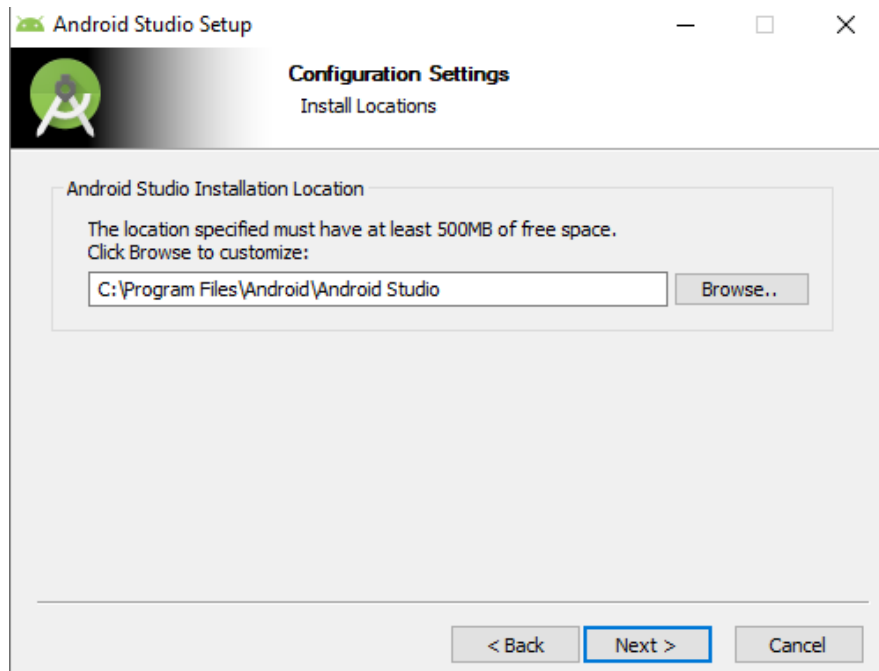 Android Studio Setup
Configuration Settings
Install Locations
Android Studio Installation Location
The location specified must have at least 500MB of free space.
Click Browse to customize:
C:\Program Files\Android\Android Studio
Browse..
< Back
Next >
Cancel